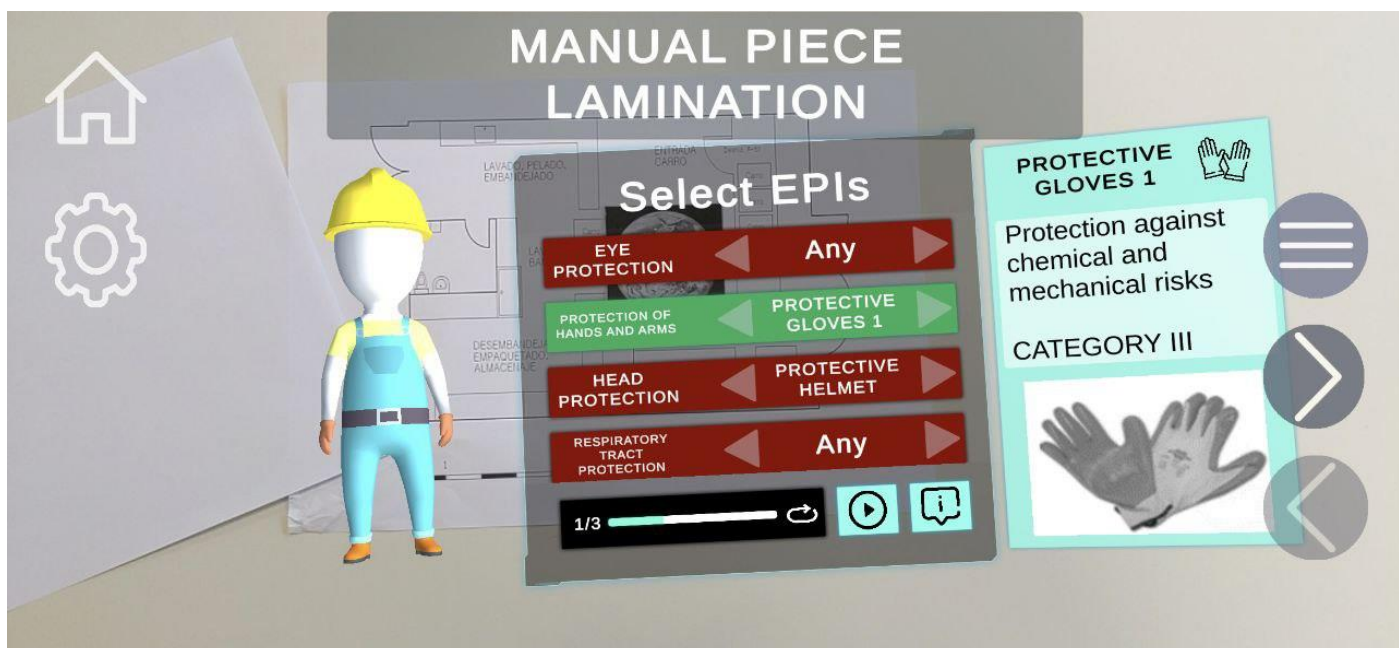 MANUAL PIECE
LAMINATION
LAVADO, PELADO,
EMBANDEJADO
ENTRADA
CARRO
Select EPIs
EYE
PROTECTION
Any
PROTECTION OF
HANDS AND ARMS
PROTECTIVE
GLOVES 1
HEAD
PROTECTION
PROTECTIVE
HELMET
RESPIRATORY
TRACT
PROTECTION
Any
1/3
EMPAQUETADO,
ALMACENAJE
PROTECTIVE
GLOVES 1
Protection against
chemical and
mechanical risks
CATEGORY III